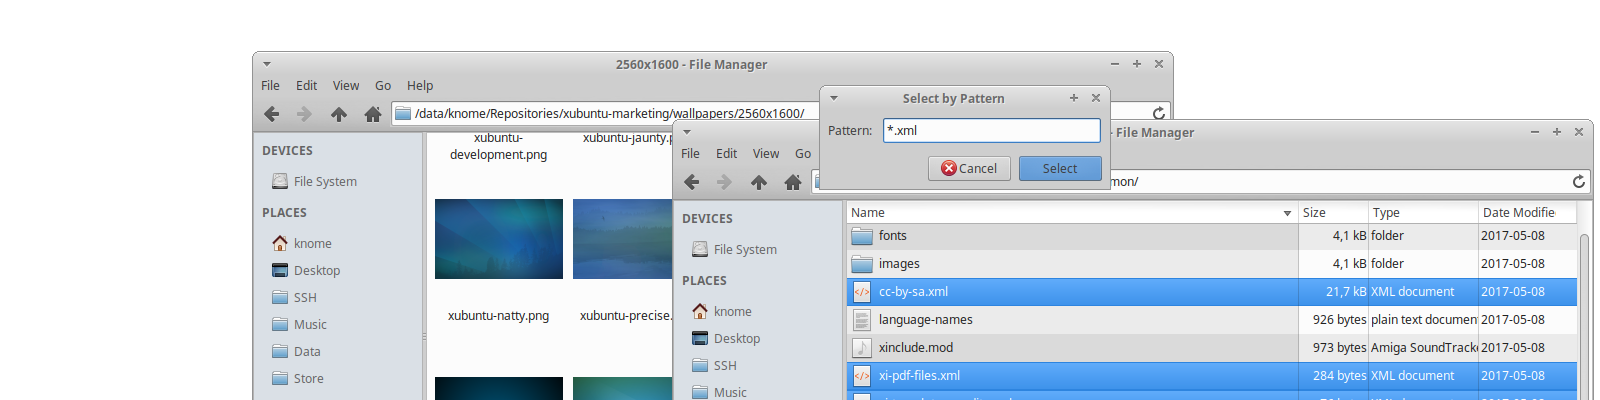 2560x1600 - File Manager
File Edit View Go Help
/data/knome/Repositories/xubuntu-marketing/wallpapers/2560x1600/
DEVICES
File System
PLACES
knome
Desktop
SSH
Music
Data
Store
xubuntu-
development.png
xubuntu-jaunty.p
xubuntu-natty.png
xubuntu-precise.
Select by Pattern
Pattern: *.xml
Cancel Select
- File Manager
File Edit View Go
mon/
DEVICES
File System
PLACES
knome
Desktop
SSH
Music
Name Size Type Date Modifie
fonts 4,1 kB folder 2017-05-08
images 4,1 kB folder 2017-05-08
cc-by-sa.xml 21,7 kB XML document 2017-05-08
language-names 926 bytes plain text documen 2017-05-08
xinclude.mod 973 bytes Amiga SoundTrack 2017-05-08
xi-pdf-files.xml 284 bytes XML document 2017-05-08